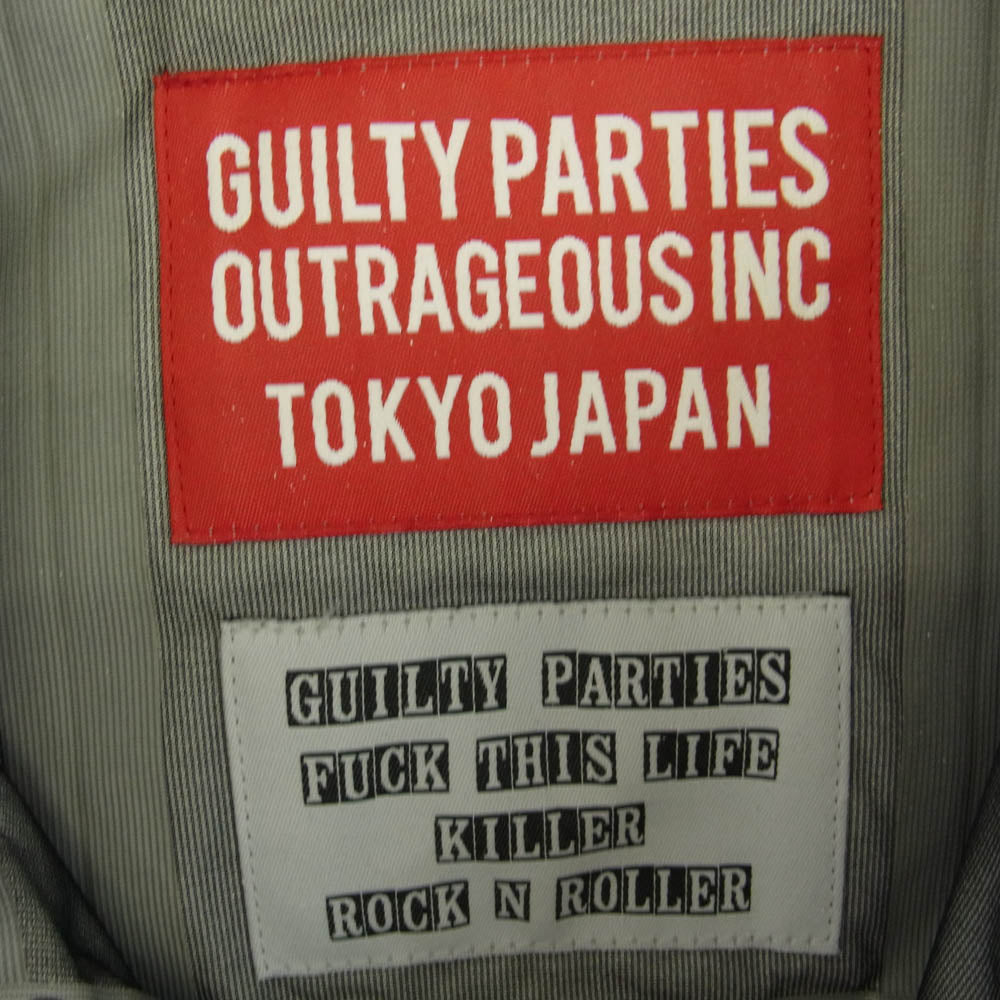 GUILTY PARTIES
OUTRAGEOUS INC
TOKYO JAPAN
GUILTY PARTIES
FUCK THIS LIFE
KILLER
ROCK N ROLLER